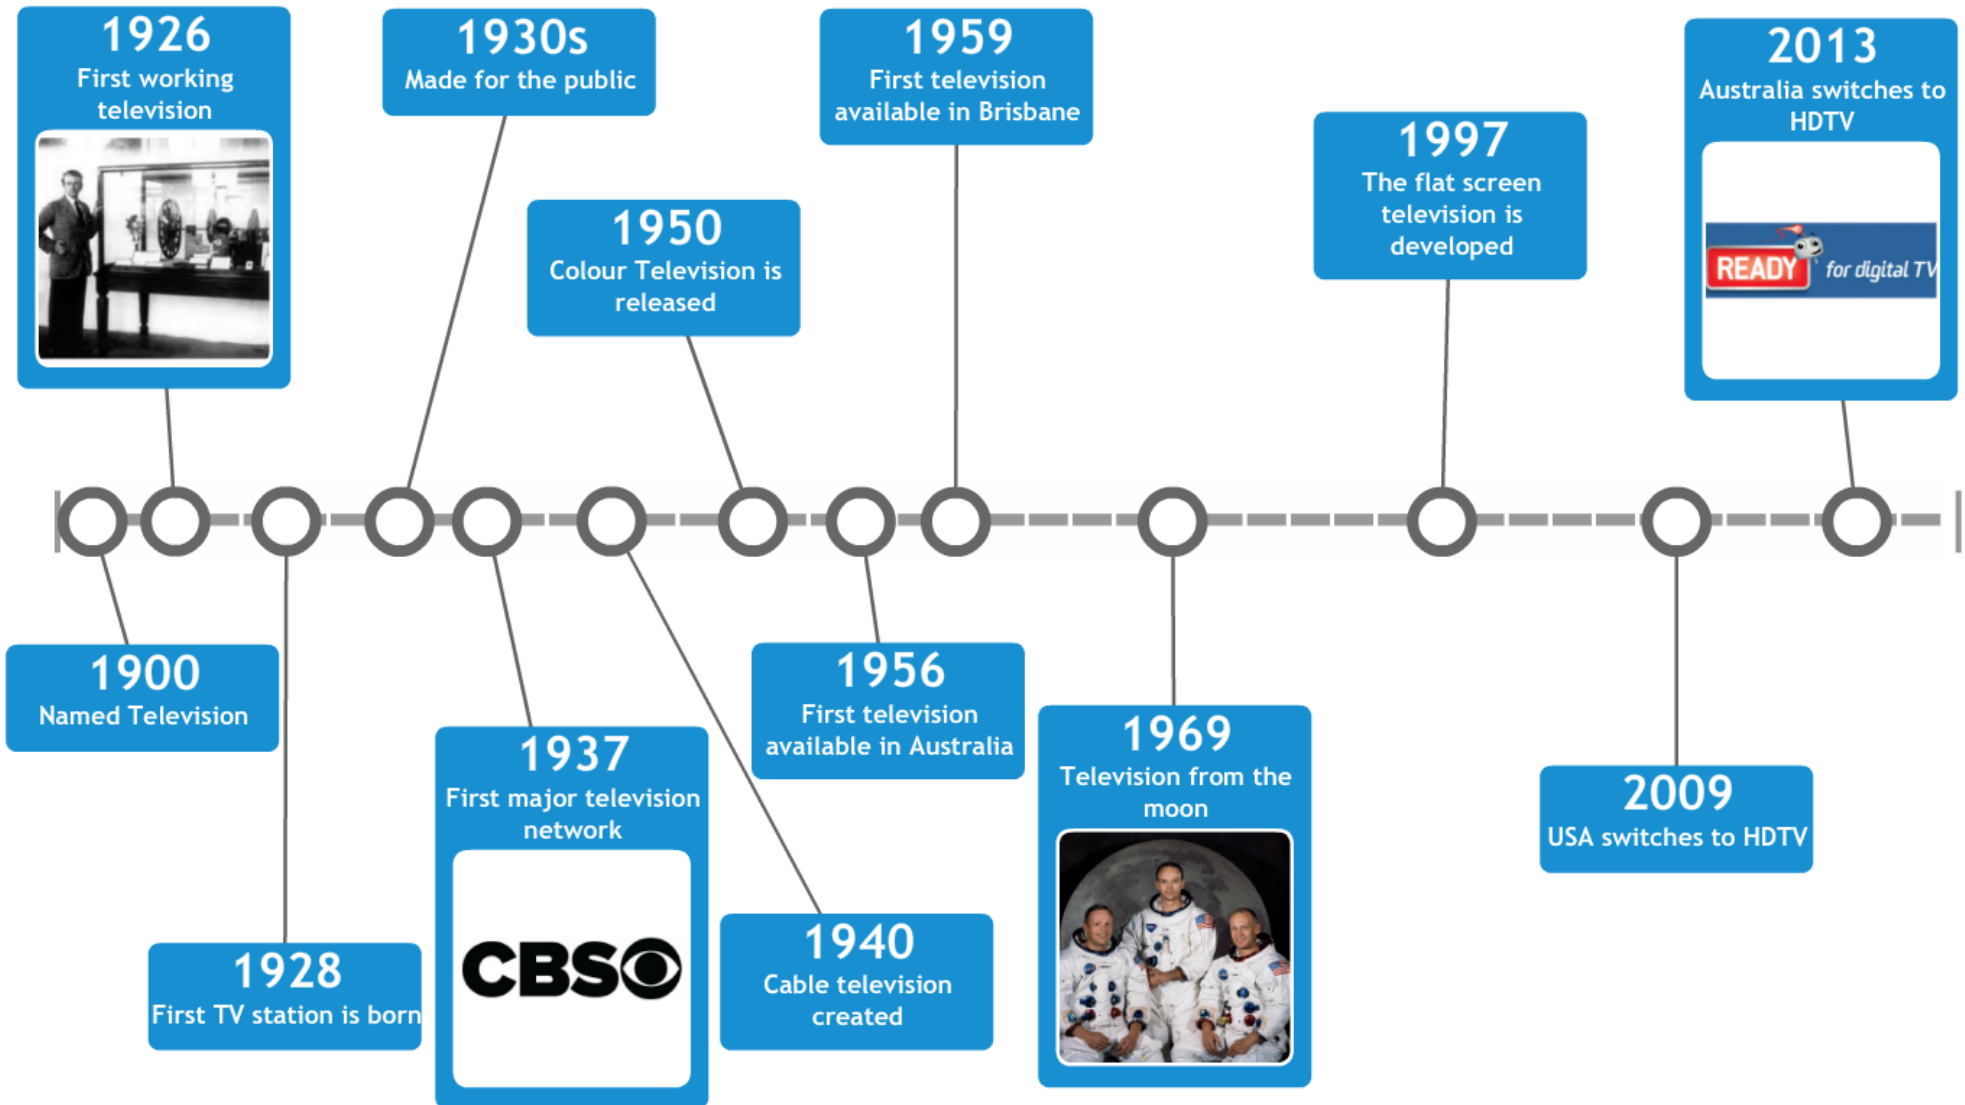 1926
First working
television
1930s
Made for the public
1959
First television
available in Brisbane
2013
Australia switches to
HDTV
READY for digital TV
1950
Colour Television is
released
1997
The flat screen
television is
developed
1900
Named Television
1928
First TV station is born
1937
First major television
network
CBS
1940
Cable television
created
1956
First television
available in Australia
1969
Television from the
moon
2009
USA switches to HDTV